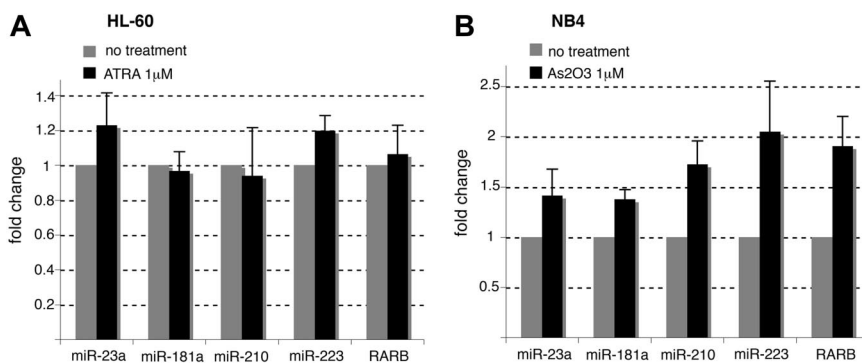 A
HL-60
no treatment
ATRA 1µM
fold change
1.4
1.2
1
0.8
0.6
0.4
0.2
miR-23a miR-181a miR-210 miR-223 RARB
B
NB4
no treatment
As2O3 1µM
fold change
2.5
2
1.5
1
0.5
miR-23a miR-181a miR-210 miR-223 RARB